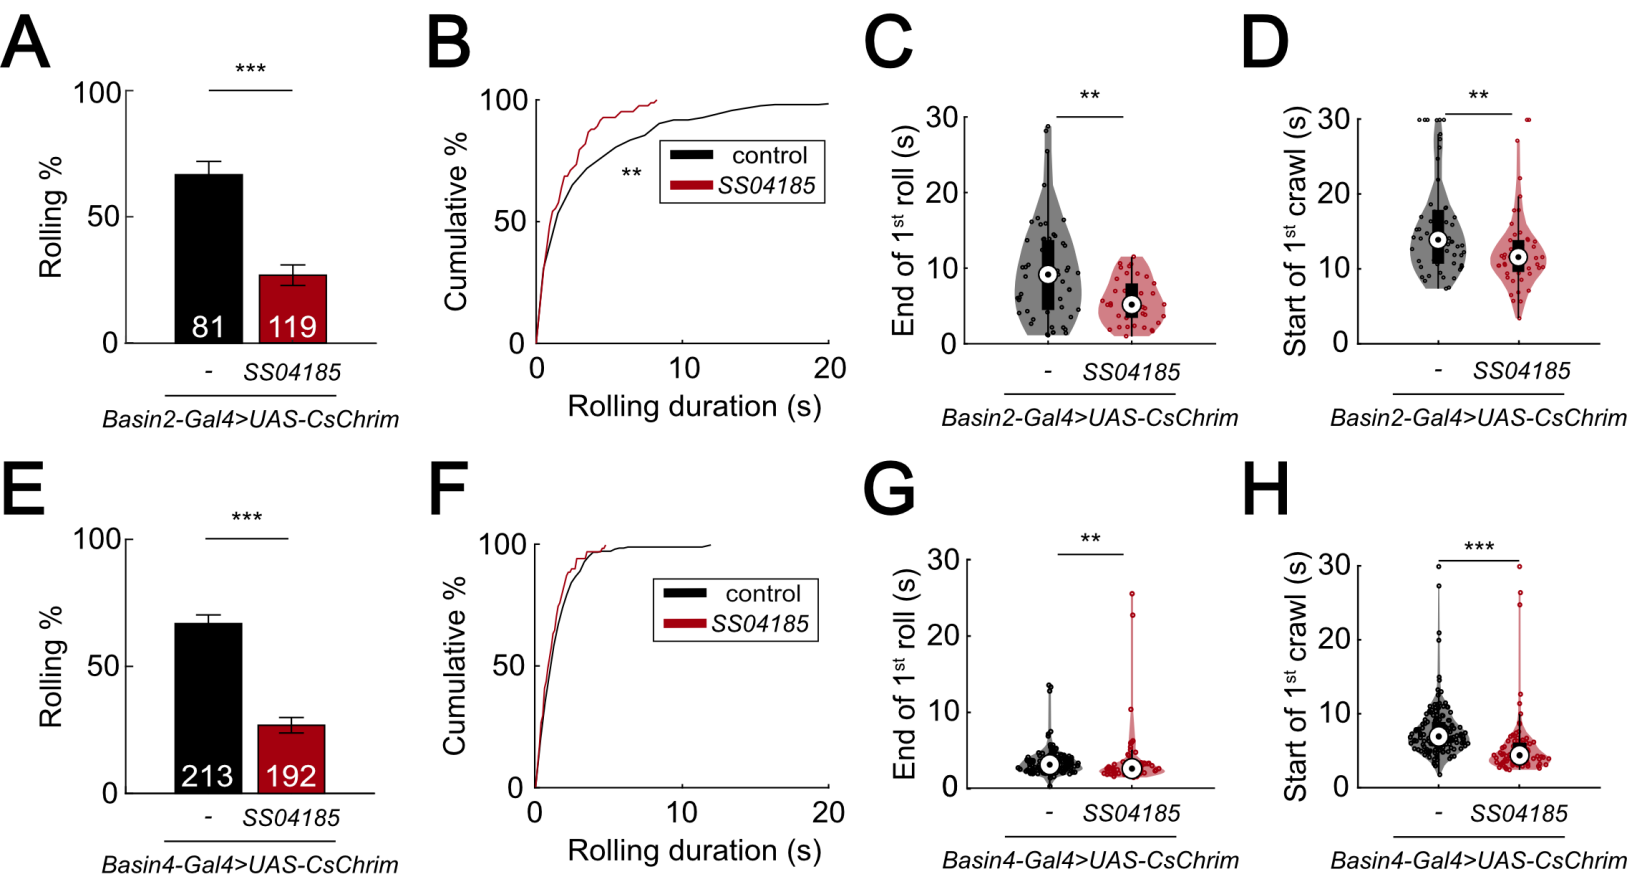 A
***
100
50
0
Rolling %
81
119
-
SS04185
Basin2-Gal4>UAS-CsChrim
B
100
50
0
Cumulative %
control
SS04185
**
0
10
20
Rolling duration (s)
C
**
30
20
10
0
End of 1st roll (s)
-
SS04185
Basin2-Gal4>UAS-CsChrim
D
**
30
20
10
0
Start of 1st crawl (s)
-
SS04185
Basin2-Gal4>UAS-CsChrim
E
***
100
50
0
Rolling %
213
192
-
SS04185
Basin4-Gal4>UAS-CsChrim
F
100
50
0
Cumulative %
control
SS04185
0
10
20
Rolling duration (s)
G
**
30
20
10
0
End of 1st roll (s)
-
SS04185
Basin4-Gal4>UAS-CsChrim
H
***
30
20
10
0
Start of 1st crawl (s)
-
SS04185
Basin4-Gal4>UAS-CsChrim